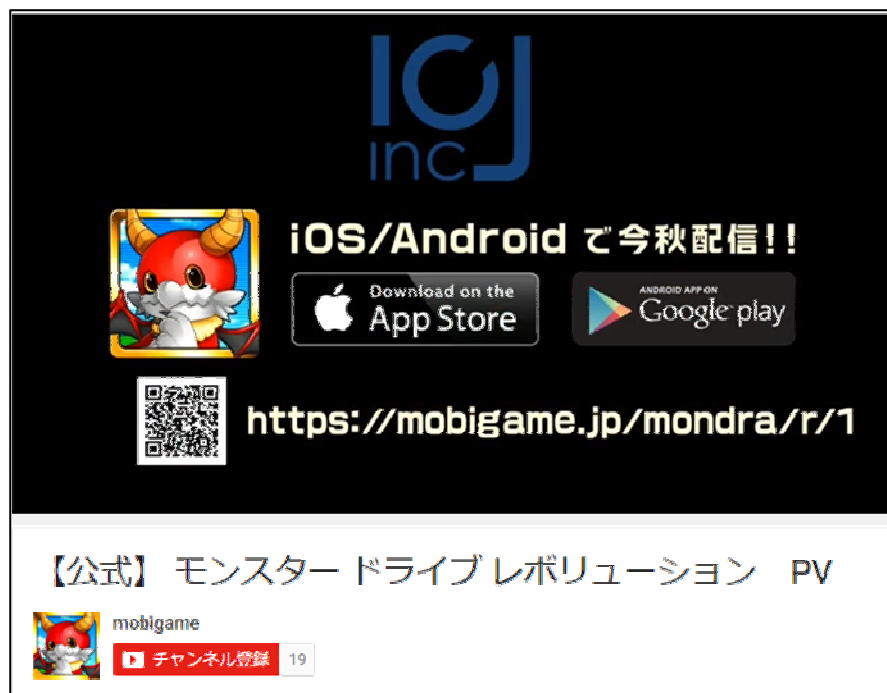 IOJ
inc
iOS/Android で今秋配信!!
Download on the
App Store
ANDROID APP ON
Google play
https://mobigame.jp/mondra/r/1
【公式】 モンスター ドライブ レボリューション　PV
mobigame
チャンネル登録 19